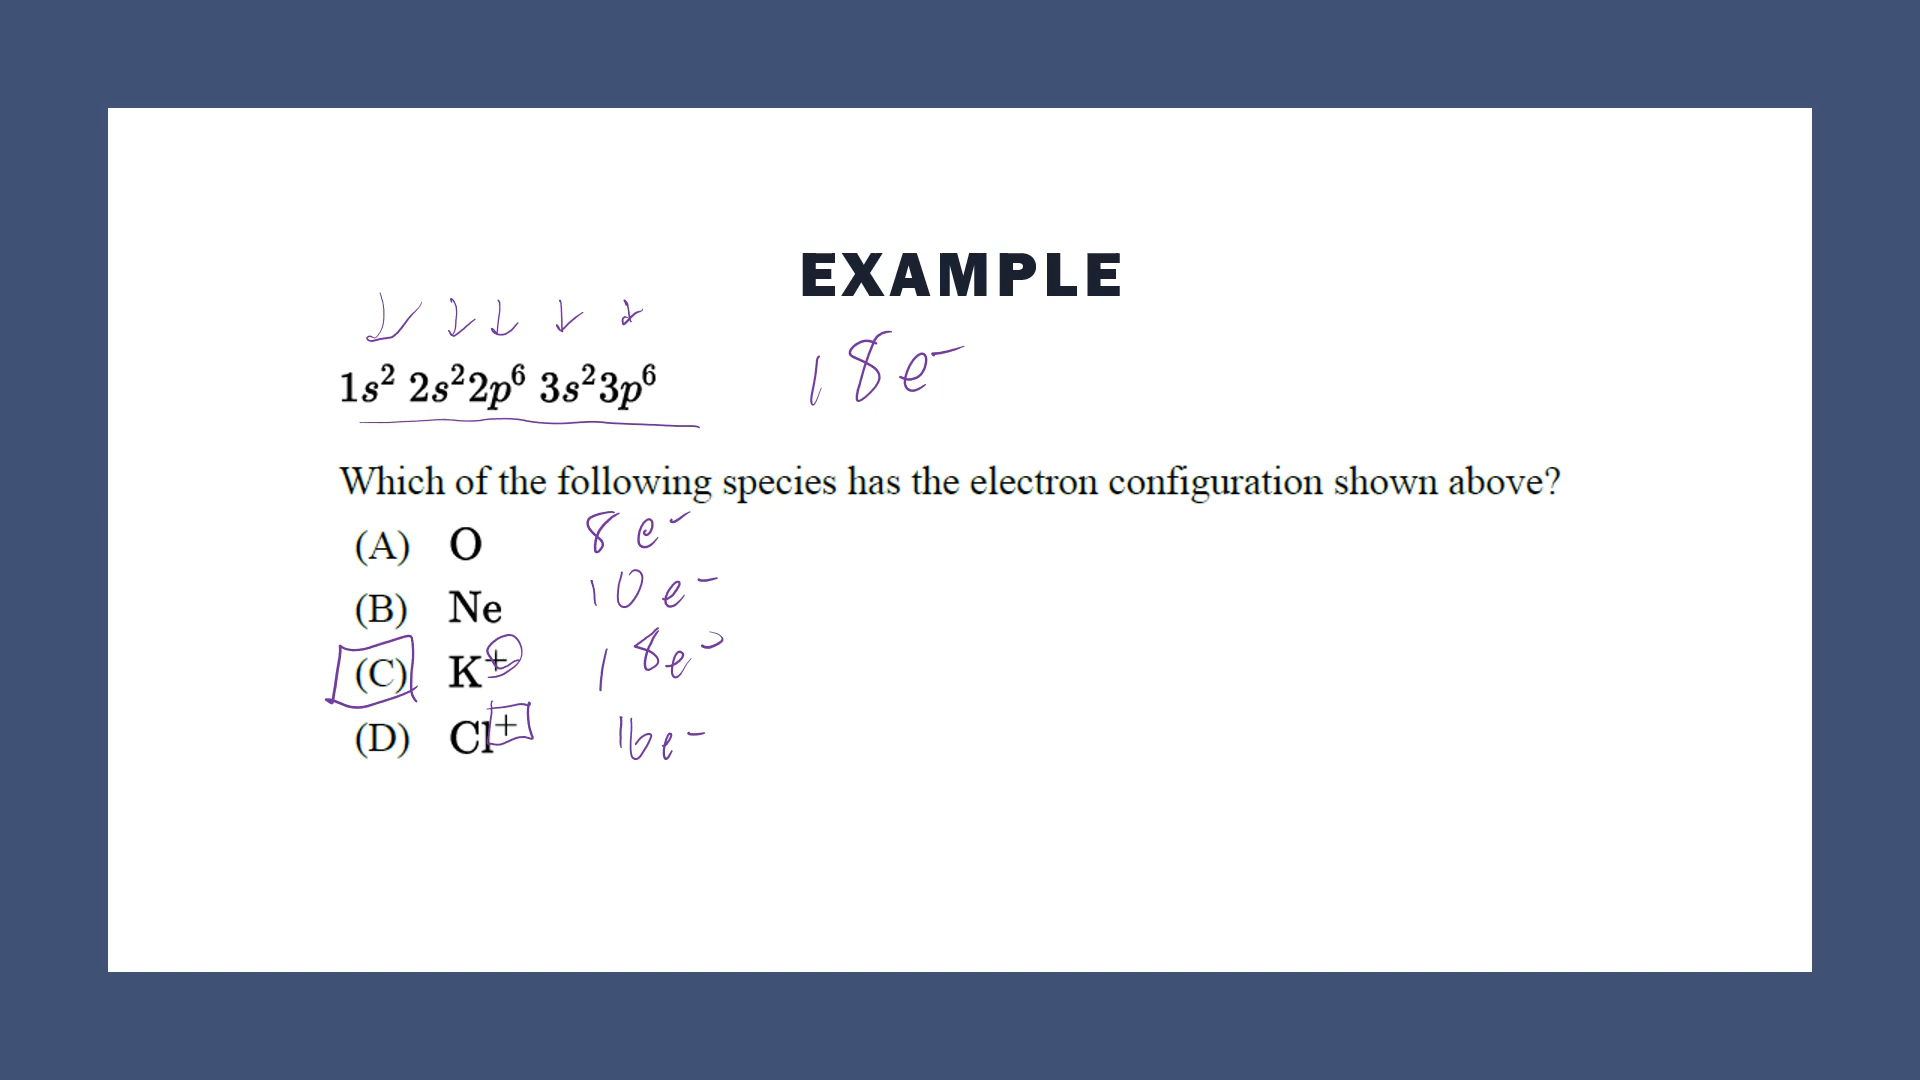 EXAMPLE
1s² 2s²2p⁶ 3s²3p⁶ 18e⁻
Which of the following species has the electron configuration shown above?
(A) O 8e⁻
(B) Ne 10e⁻
(C) K⁺ 18e⁻
(D) Cl⁺ 16e⁻